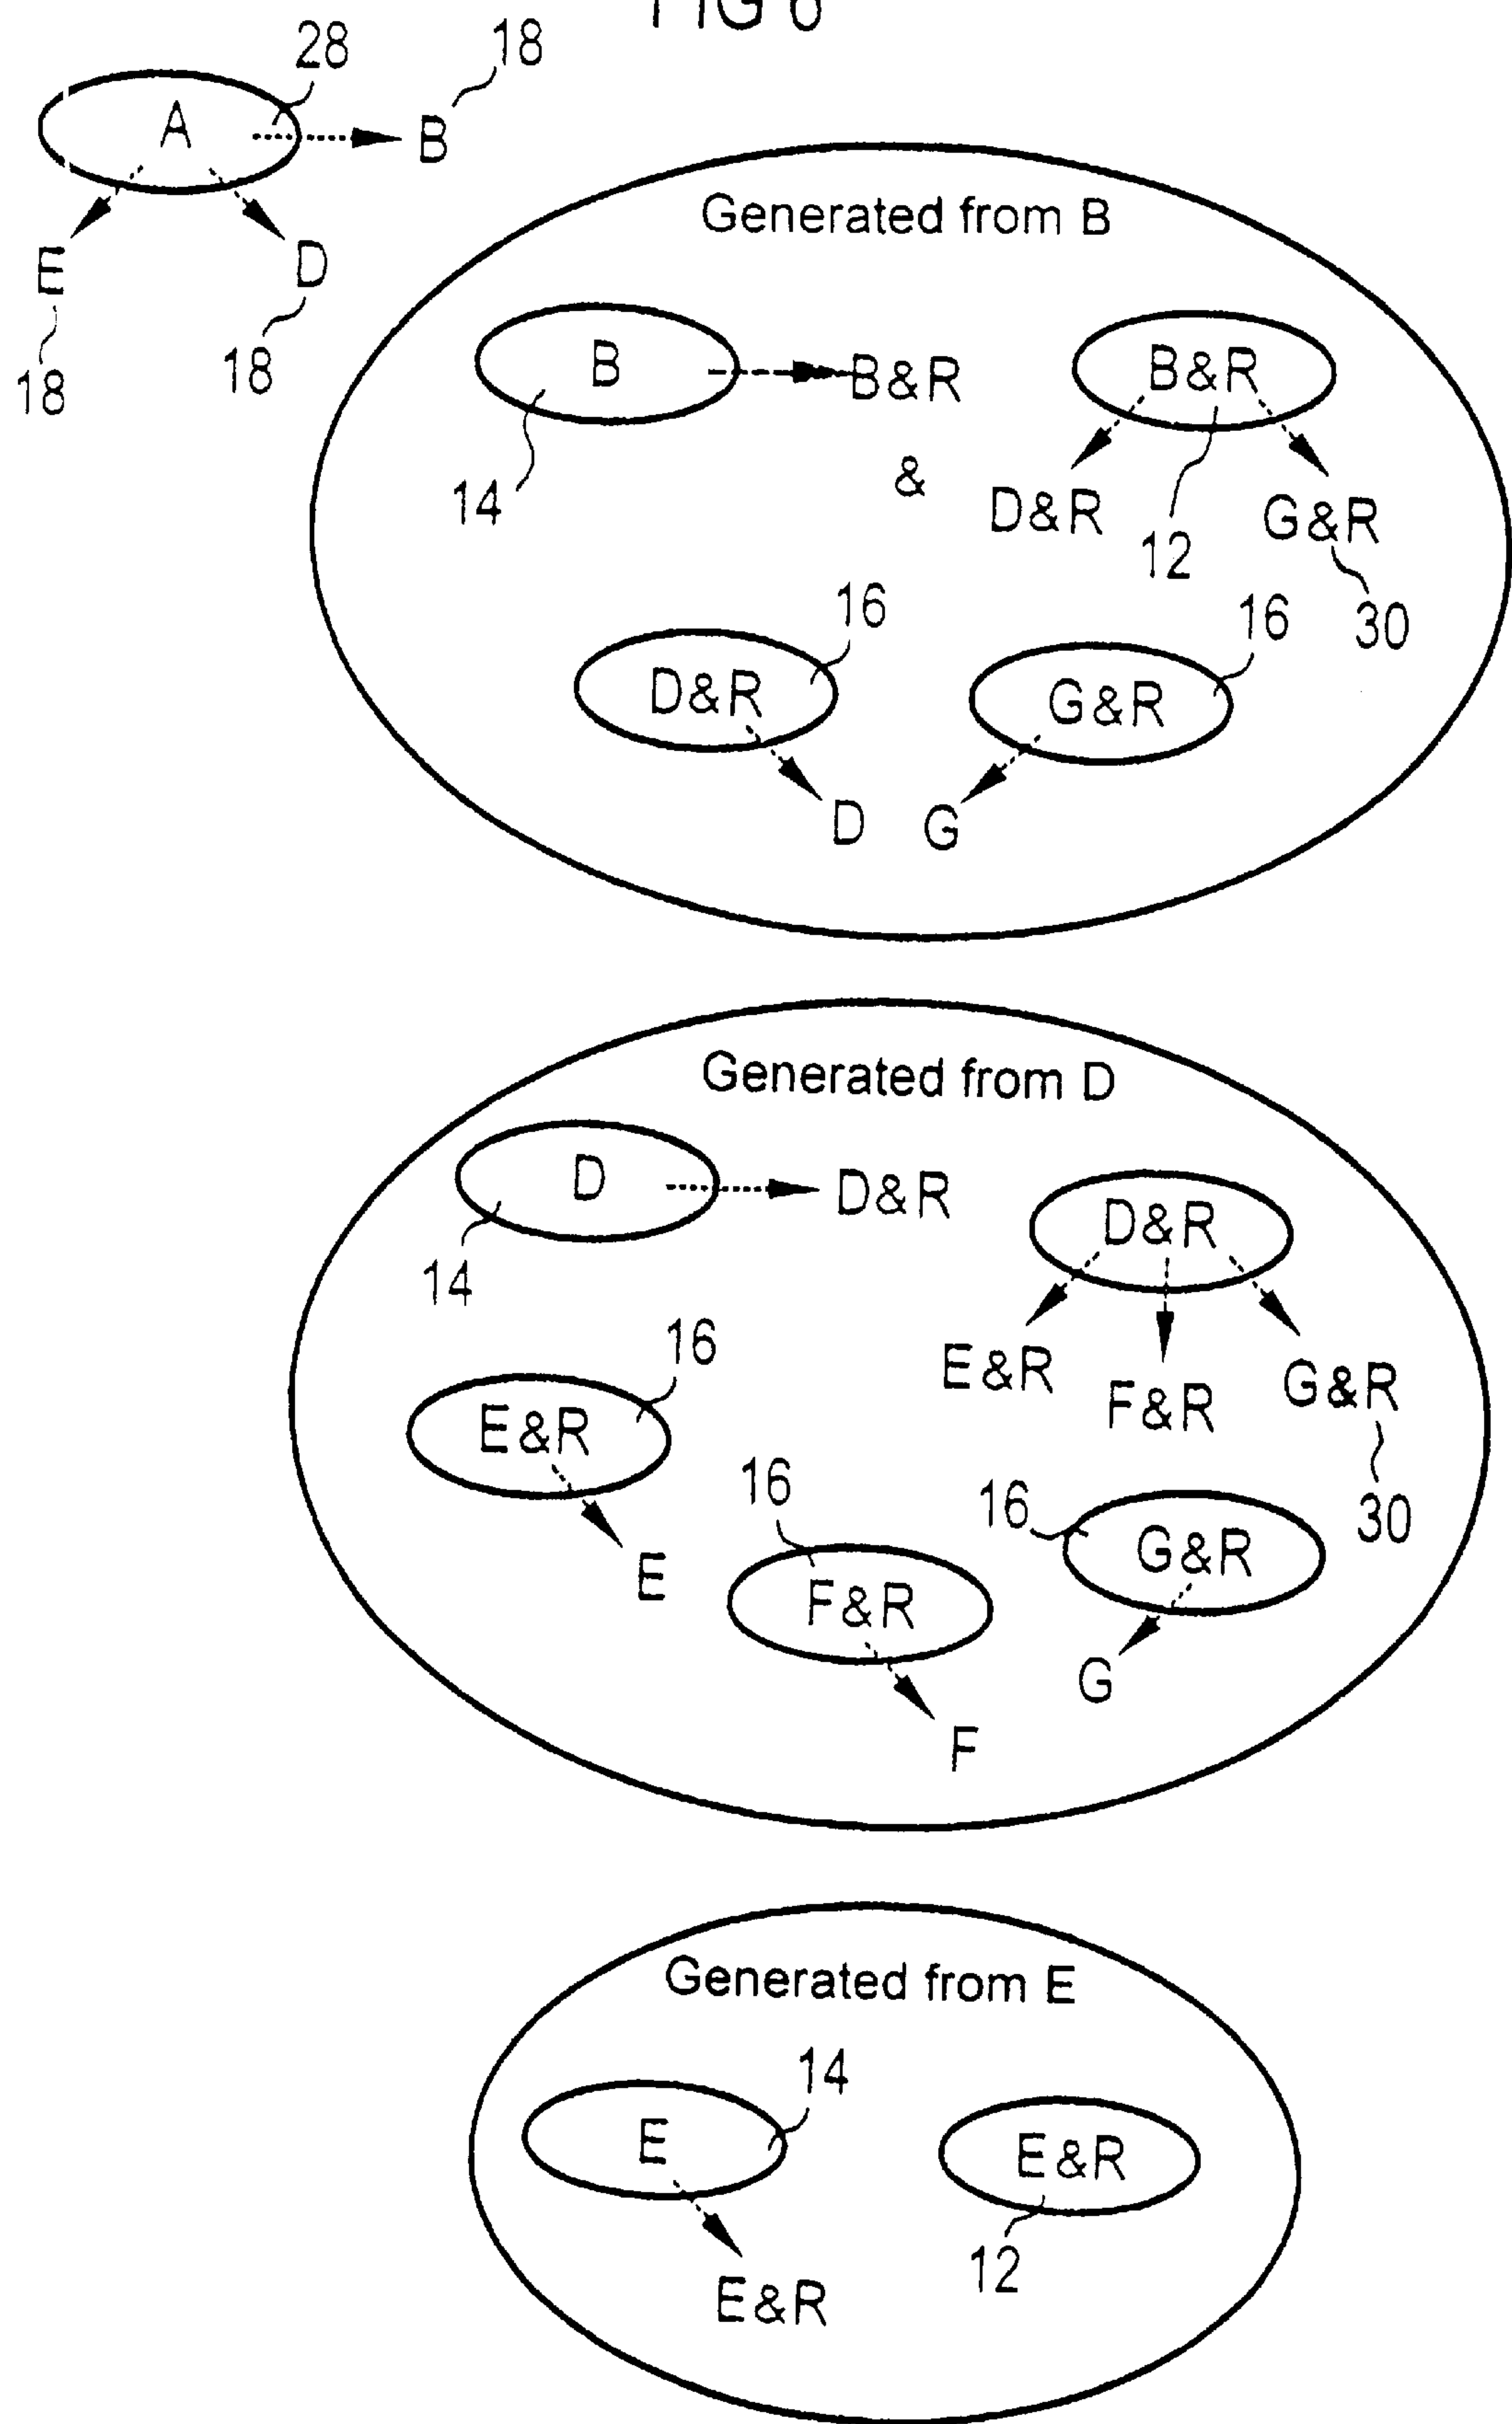 FIG 6
28
18
A
B
E
D
18
18
Generated from B
B
B&R
B&R
14
&
D&R
12
G&R
30
16
16
D&R
G&R
D
G
Generated from D
D
D&R
D&R
14
E&R
F&R
G&R
30
16
E&R
E
16
F&R
F
16
G&R
G
Generated from E
14
E
E&R
12
E&R